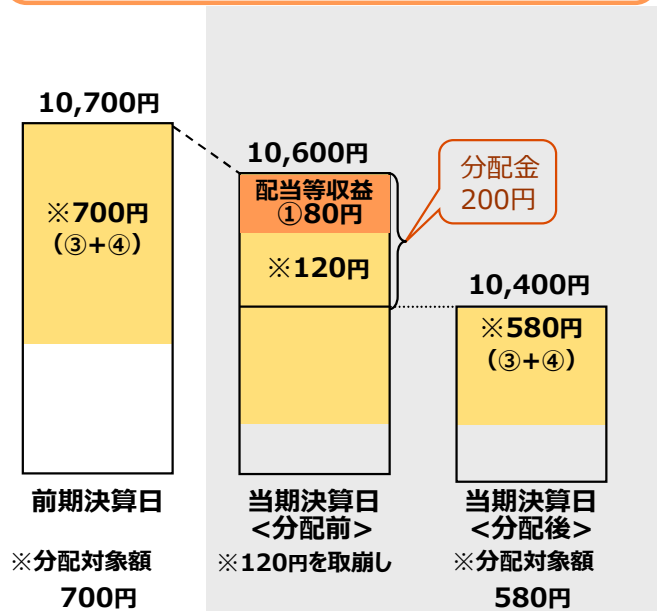 10,700円
※700円
（③+④）
前期決算日
※分配対象額
700円
10,600円
配当等収益
①80円
※120円
分配金
200円
当期決算日
<分配前>
※120円を取崩し
10,400円
※580円
（③+④）
当期決算日
<分配後>
※分配対象額
580円